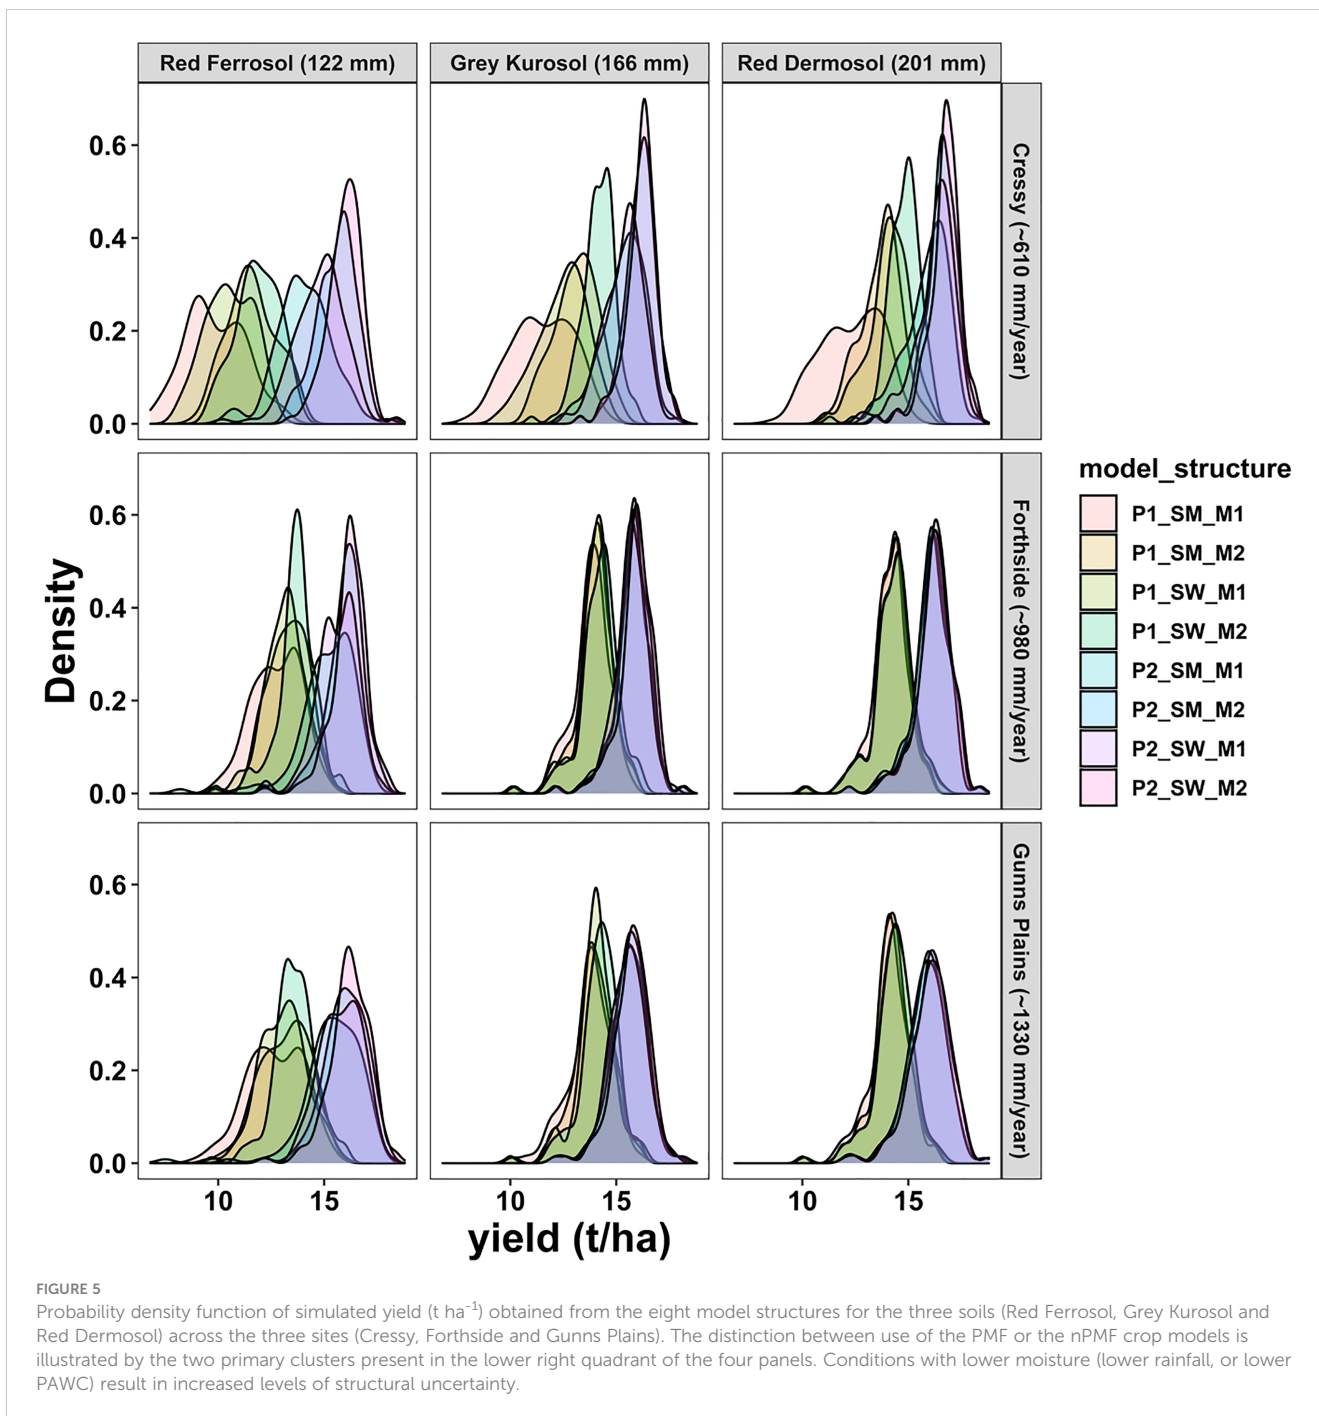 Red Ferrosol (122 mm)
Grey Kurosol (166 mm)
Red Dermosol (201 mm)
0.6
0.4
0.2
0.0
Cressy (~610 mm/year)
0.6
0.4
0.2
0.0
Forthside (~980 mm/year)
0.6
0.4
0.2
0.0
Gunns Plains (~1330 mm/year)
Density
10
15
10
15
10
15
yield (t/ha)
model_structure
P1_SM_M1
P1_SM_M2
P1_SW_M1
P1_SW_M2
P2_SM_M1
P2_SM_M2
P2_SW_M1
P2_SW_M2
FIGURE 5
Probability density function of simulated yield (t ha⁻¹) obtained from the eight model structures for the three soils (Red Ferrosol, Grey Kurosol and
Red Dermosol) across the three sites (Cressy, Forthside and Gunns Plains). The distinction between use of the PMF or the nPMF crop models is
illustrated by the two primary clusters present in the lower right quadrant of the four panels. Conditions with lower moisture (lower rainfall, or lower
PAWC) result in increased levels of structural uncertainty.